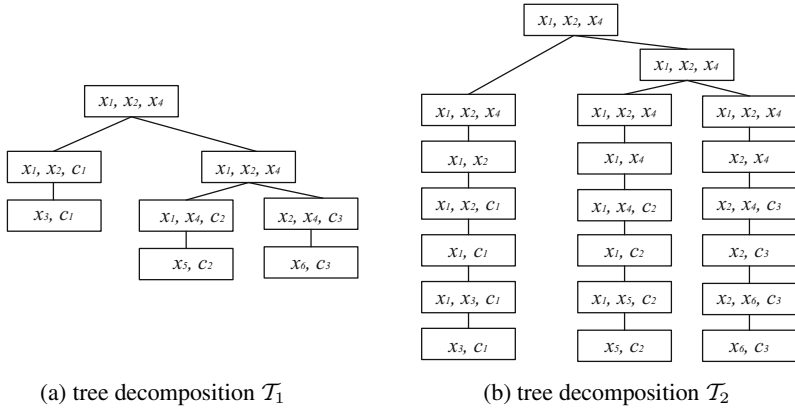 x₁, x₂, x₄
x₁, x₂, c₁
x₁, x₂, x₄
x₃, c₁
x₁, x₄, c₂
x₂, x₄, c₃
x₅, c₂
x₆, c₃
(a) tree decomposition 𝒯₁
x₁, x₂, x₄
x₁, x₂, x₄
x₁, x₂, x₄
x₁, x₂, x₄
x₁, x₂, x₄
x₁, x₂
x₁, x₄
x₂, x₄
x₁, x₂, c₁
x₁, x₄, c₂
x₂, x₄, c₃
x₁, c₁
x₁, c₂
x₂, c₃
x₁, x₃, c₁
x₁, x₅, c₂
x₂, x₆, c₃
x₃, c₁
x₅, c₂
x₆, c₃
(b) tree decomposition 𝒯₂